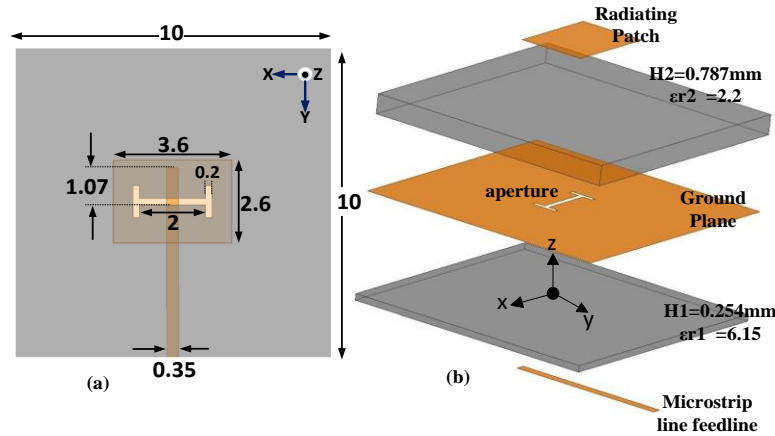 10
X
Z
Y
3.6
0.2
1.07
2
2.6
10
0.35
(a)
Radiating
Patch
H2=0.787mm
εr2 =2.2
aperture
Ground
Plane
z
x
y
H1=0.254mm
εr1 =6.15
(b)
Microstrip
line feedline